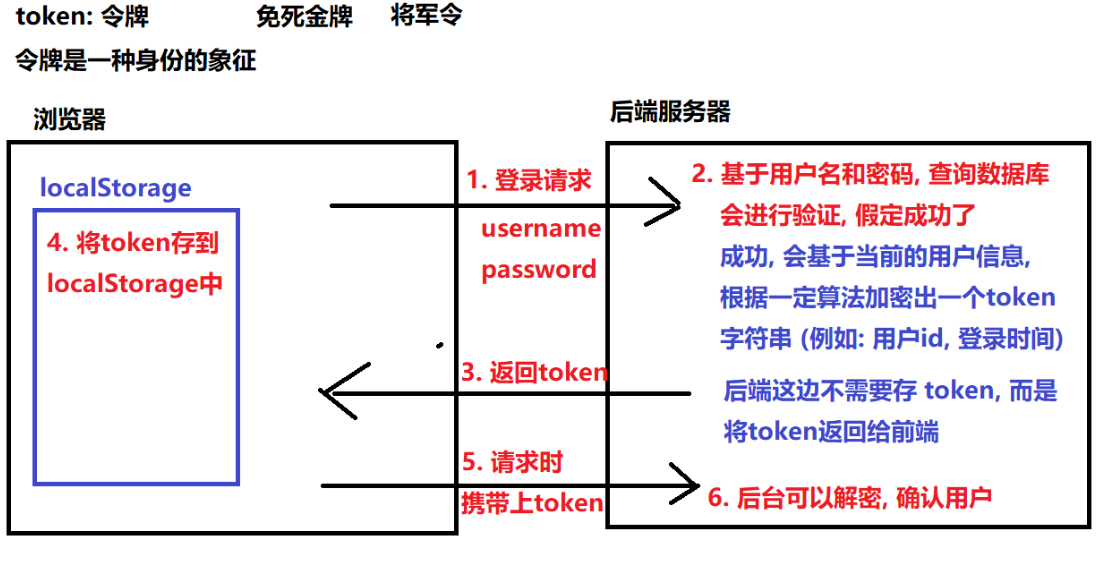 token: 令牌 免死金牌 将军令
令牌是一种身份的象征
浏览器
后端服务器
localStorage
4. 将token存到
localStorage中
1. 登录请求
username
password
2. 基于用户名和密码, 查询数据库
会进行验证, 假定成功了
成功, 会基于当前的用户信息,
根据一定算法加密出一个token
字符串 (例如: 用户id, 登录时间)
3. 返回token
后端这边不需要存 token, 而是
将token返回给前端
5. 请求时
携带上token
6. 后台可以解密, 确认用户